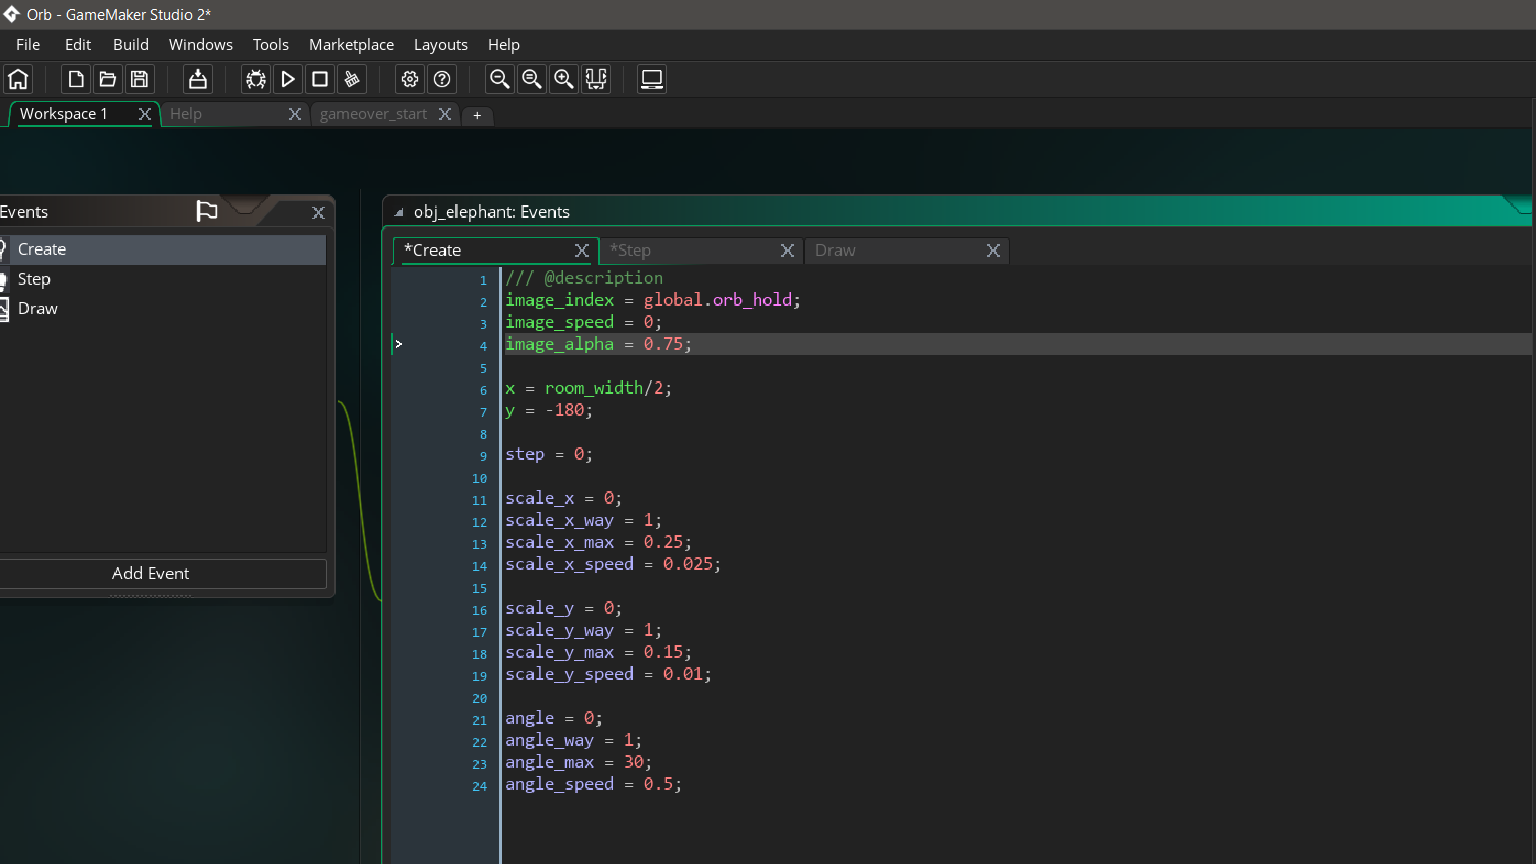 Orb - GameMaker Studio 2*
File Edit Build Windows Tools Marketplace Layouts Help
Workspace 1 X Help X gameover_start X +
Events X
Create
Step
Draw
Add Event
obj_elephant: Events
*Create X *Step X Draw X
1 /// @description
2 image_index = global.orb_hold;
3 image_speed = 0;
> 4 image_alpha = 0.75;
5
6 x = room_width/2;
7 y = -180;
8
9 step = 0;
10
11 scale_x = 0;
12 scale_x_way = 1;
13 scale_x_max = 0.25;
14 scale_x_speed = 0.025;
15
16 scale_y = 0;
17 scale_y_way = 1;
18 scale_y_max = 0.15;
19 scale_y_speed = 0.01;
20
21 angle = 0;
22 angle_way = 1;
23 angle_max = 30;
24 angle_speed = 0.5;